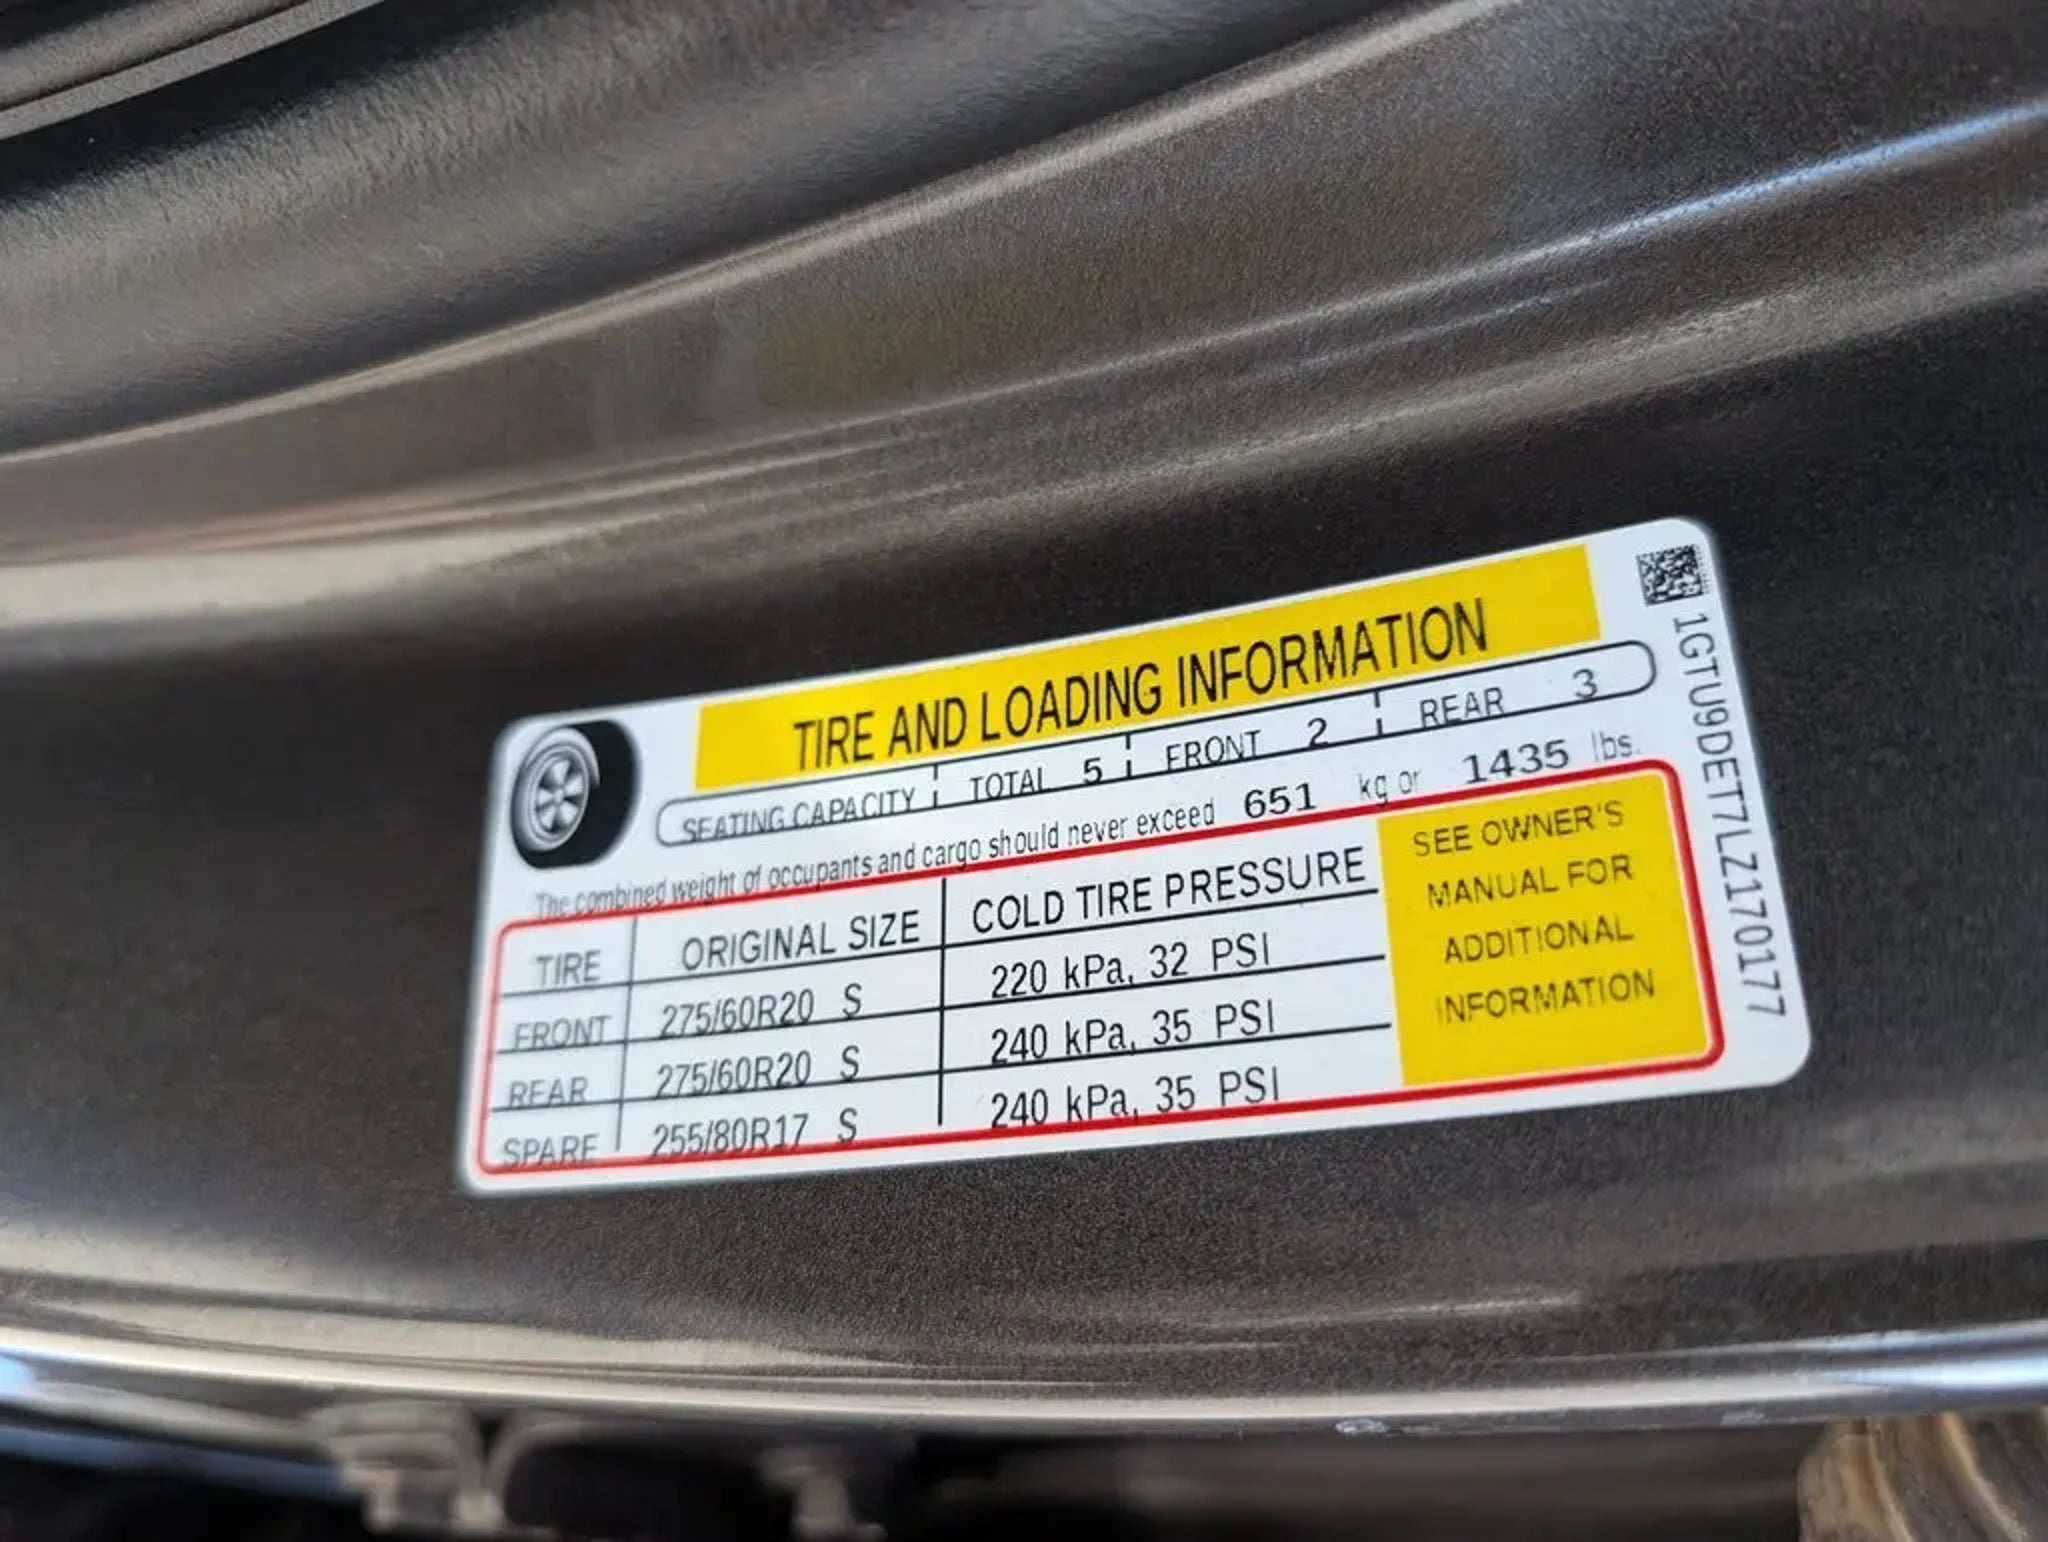 TIRE AND LOADING INFORMATION
SEATING CAPACITY TOTAL 5 FRONT 2 REAR 3
The combined weight of occupants and cargo should never exceed 651 kg or 1435 lbs.
TIRE ORIGINAL SIZE COLD TIRE PRESSURE
FRONT 275/60R20 S 220 kPa, 32 PSI
REAR 275/60R20 S 240 kPa, 35 PSI
SPARE 255/80R17 S 240 kPa, 35 PSI
SEE OWNER'S
MANUAL FOR
ADDITIONAL
INFORMATION
1GTU9DET7LZ170177